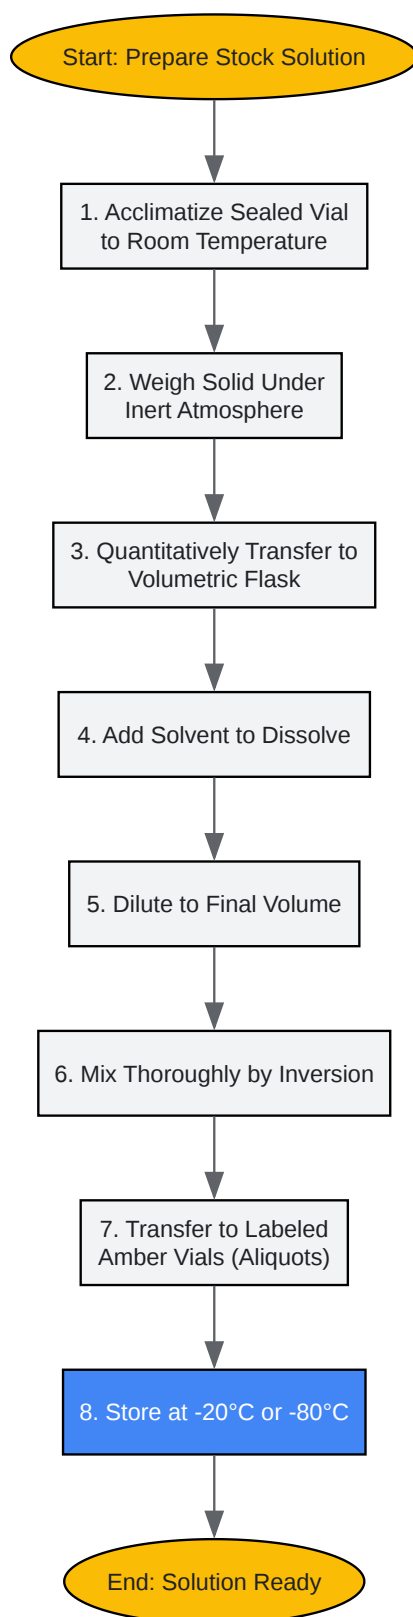 Start: Prepare Stock Solution
1. Acclimatize Sealed Vial
to Room Temperature
2. Weigh Solid Under
Inert Atmosphere
3. Quantitatively Transfer to
Volumetric Flask
4. Add Solvent to Dissolve
5. Dilute to Final Volume
6. Mix Thoroughly by Inversion
7. Transfer to Labeled
Amber Vials (Aliquots)
8. Store at -20°C or -80°C
End: Solution Ready